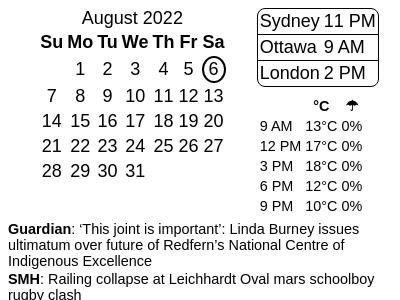 August 2022
Su Mo Tu We Th Fr Sa
1 2 3 4 5 6
7 8 9 10 11 12 13
14 15 16 17 18 19 20
21 22 23 24 25 26 27
28 29 30 31
Sydney 11 PM
Ottawa 9 AM
London 2 PM
°C ☂
9 AM 13°C 0%
12 PM 17°C 0%
3 PM 18°C 0%
6 PM 12°C 0%
9 PM 10°C 0%
Guardian: ‘This joint is important’: Linda Burney issues
ultimatum over future of Redfern’s National Centre of
Indigenous Excellence
SMH: Railing collapse at Leichhardt Oval mars schoolboy
rugby clash